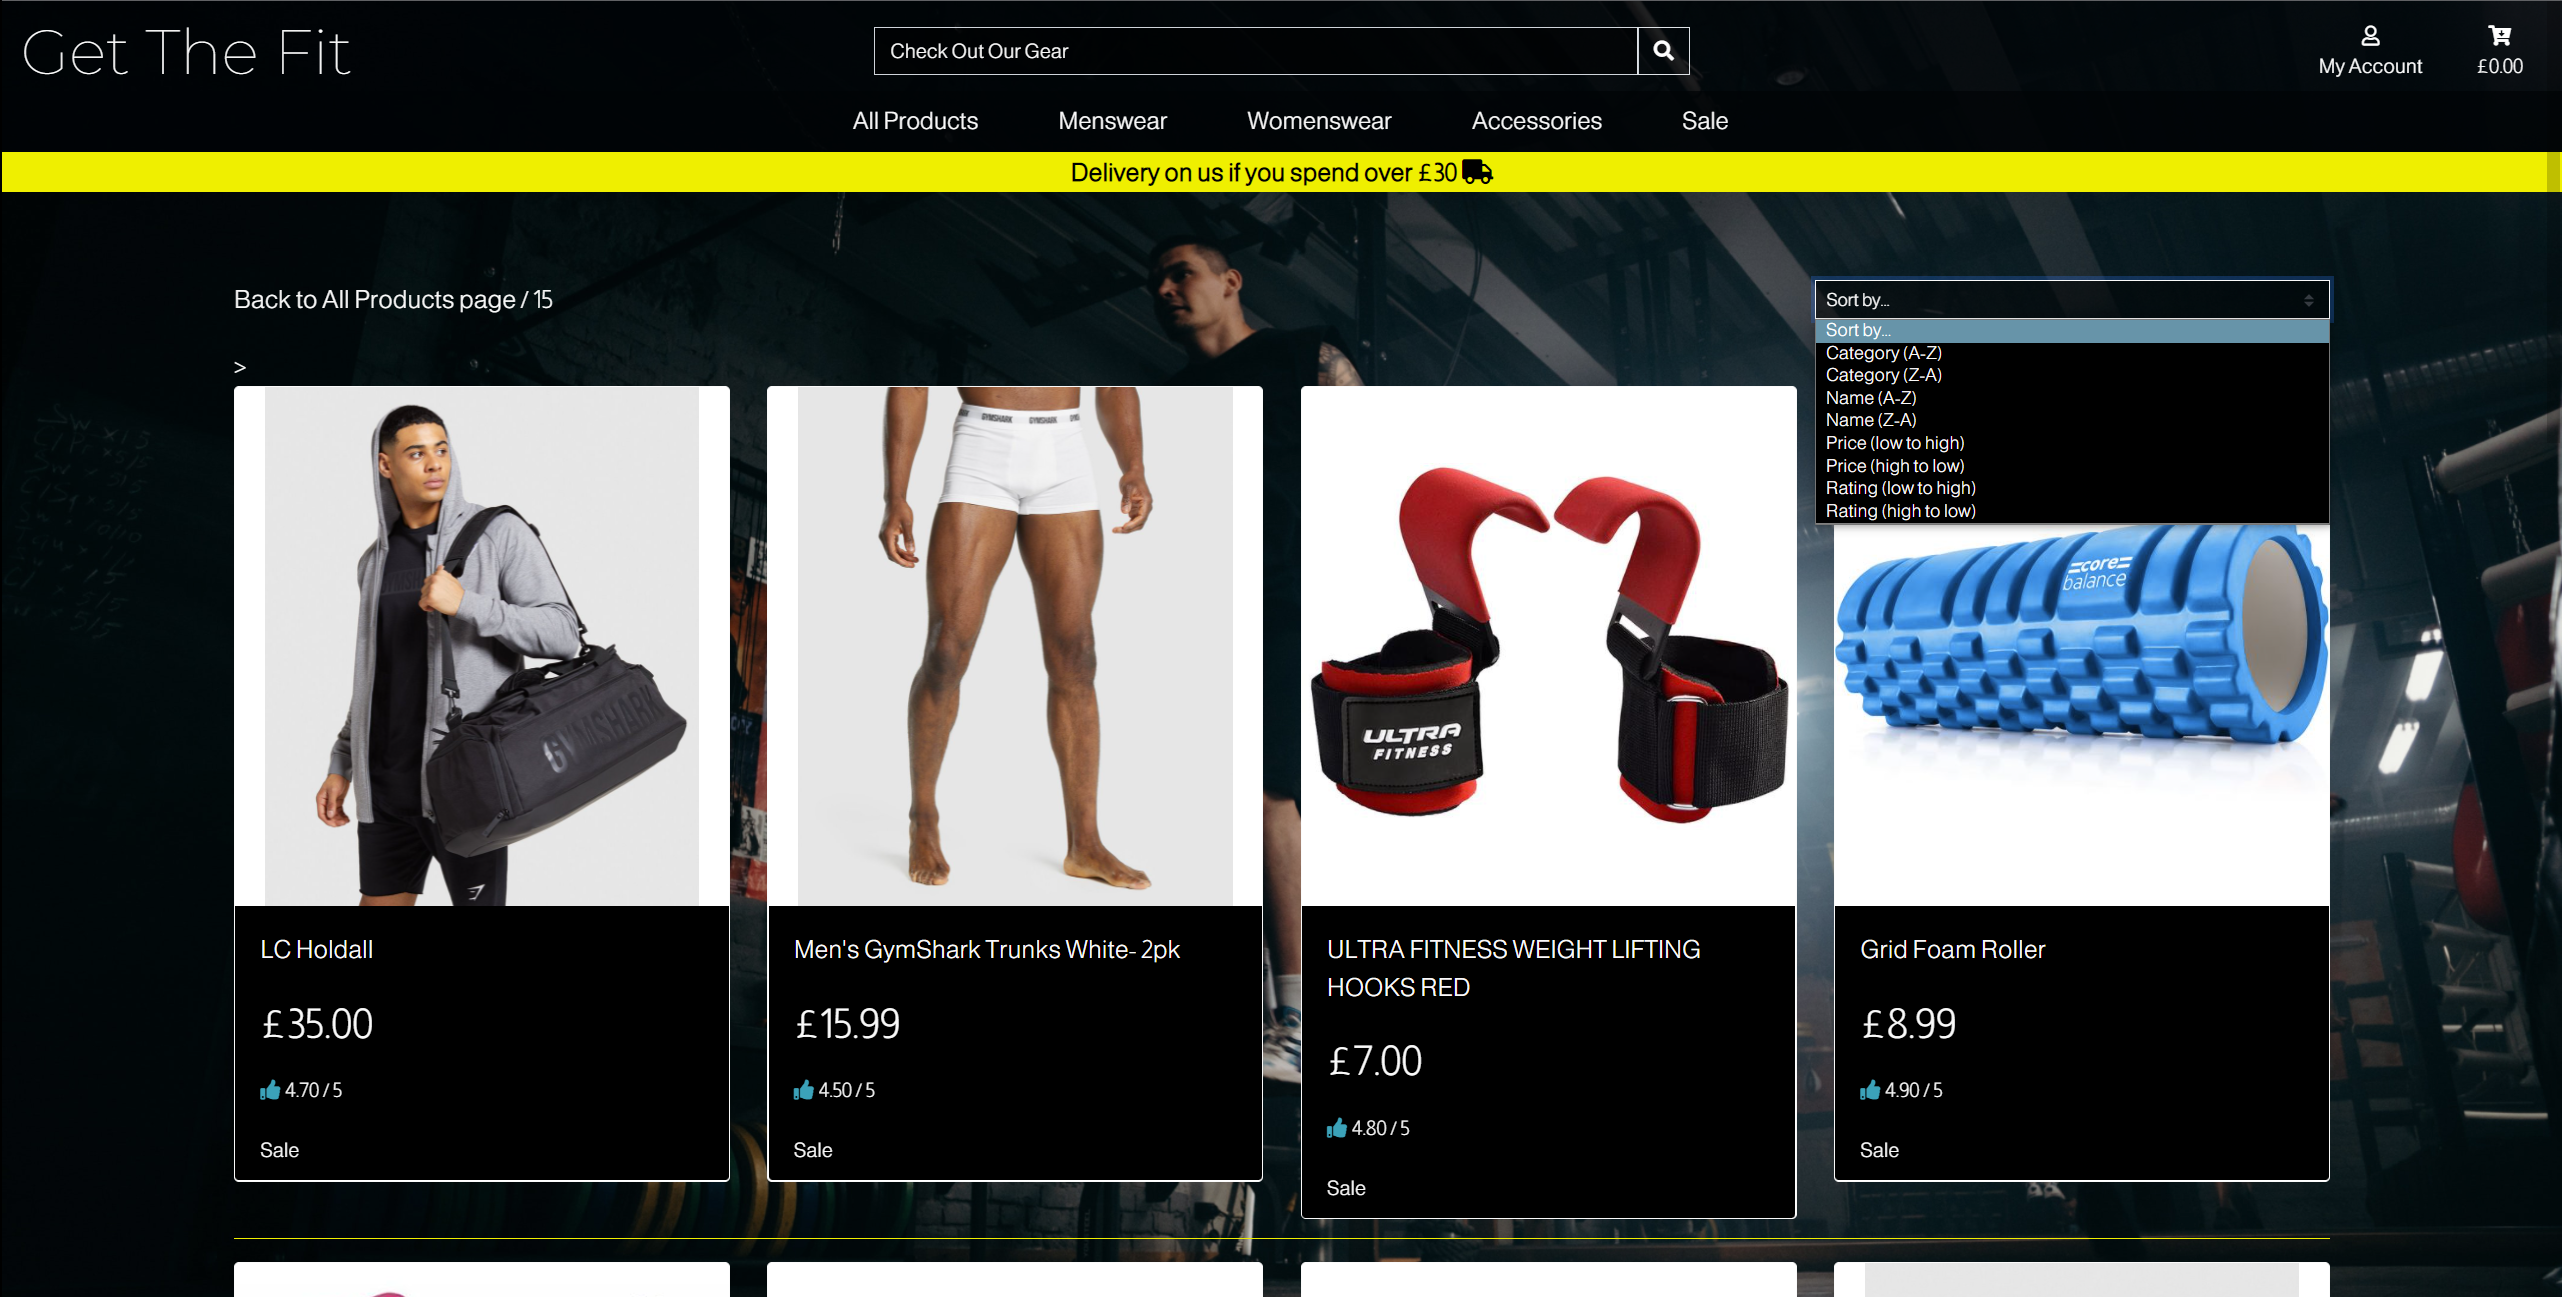 Get The Fit
Check Out Our Gear
My Account
£0.00
All Products
Menswear
Womenswear
Accessories
Sale
Delivery on us if you spend over £30
Back to All Products page / 15
Sort by...
Sort by...
Category (A-Z)
Category (Z-A)
Name (A-Z)
Name (Z-A)
Price (low to high)
Price (high to low)
Rating (low to high)
Rating (high to low)
>
GYMSHARK
GYMSHARK GYMSHARK
ULTRA
FITNESS
core
balance
LC Holdall
£35.00
4.70 / 5
Sale
Men's GymShark Trunks White- 2pk
£15.99
4.50 / 5
Sale
ULTRA FITNESS WEIGHT LIFTING
HOOKS RED
£7.00
4.80 / 5
Sale
Grid Foam Roller
£8.99
4.90 / 5
Sale